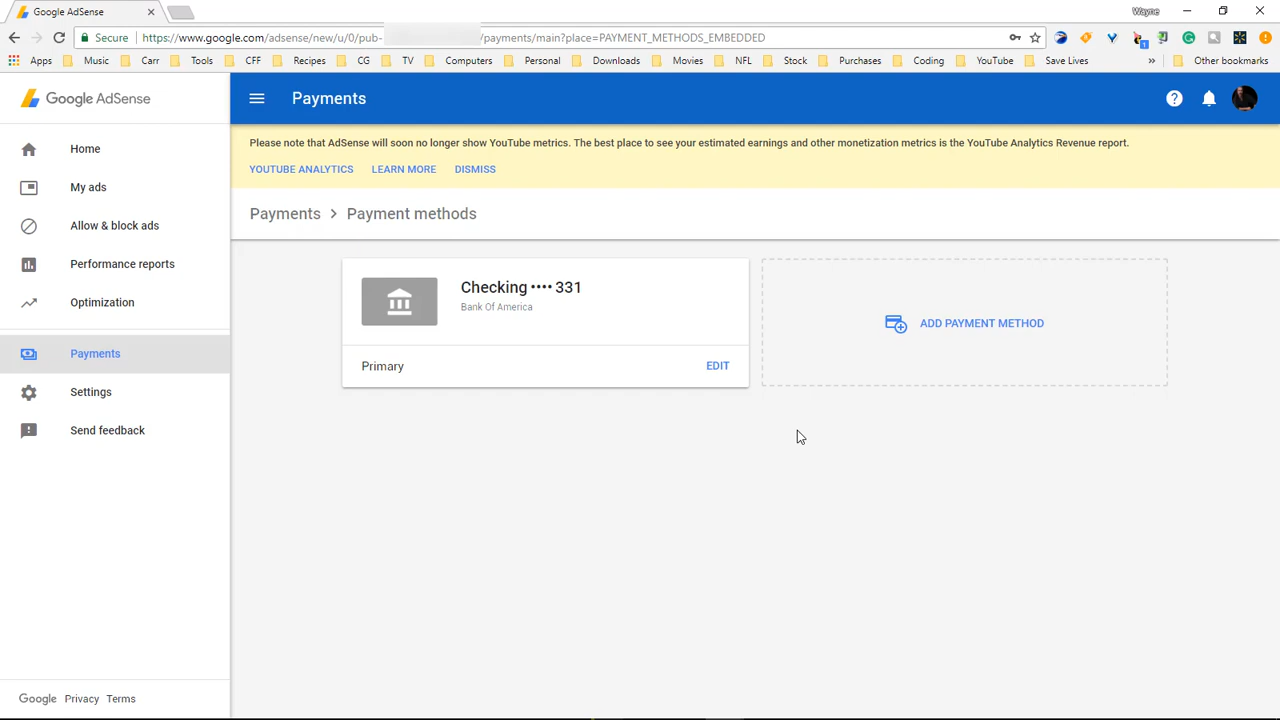 Google AdSense
Wayne
Secure https://www.google.com/adsense/new/u/0/pub- /payments/main?place=PAYMENT_METHODS_EMBEDDED
Apps Music Carr Tools CFF Recipes CG TV Computers Personal Downloads Movies NFL Stock Purchases Coding YouTube Save Lives » Other bookmarks
Google AdSense
Payments
Please note that AdSense will soon no longer show YouTube metrics. The best place to see your estimated earnings and other monetization metrics is the YouTube Analytics Revenue report.
YOUTUBE ANALYTICS LEARN MORE DISMISS
Home
My ads
Allow & block ads
Performance reports
Optimization
Payments
Settings
Send feedback
Payments > Payment methods
Checking •••• 331
Bank Of America
Primary EDIT
ADD PAYMENT METHOD
Google Privacy Terms